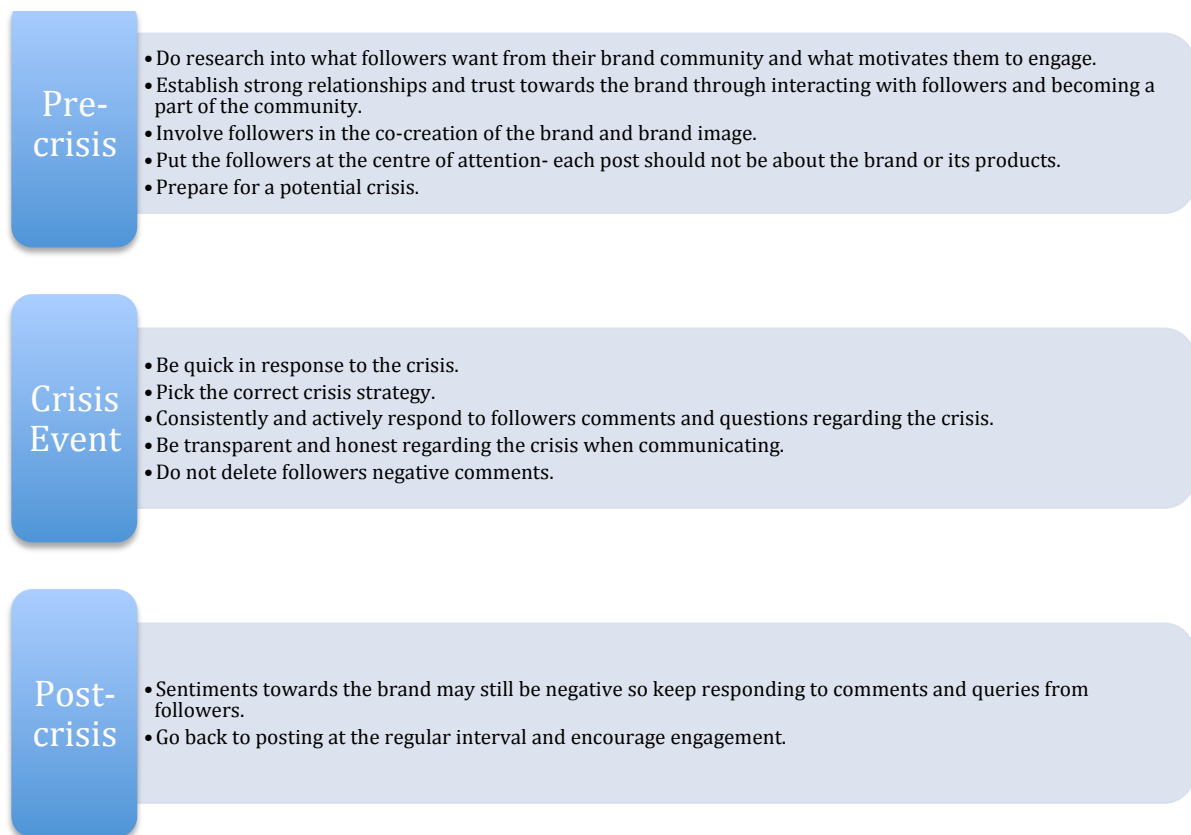 Pre-
crisis
•Do research into what followers want from their brand community and what motivates them to engage.
•Establish strong relationships and trust towards the brand through interacting with followers and becoming a
part of the community.
•Involve followers in the co-creation of the brand and brand image.
•Put the followers at the centre of attention- each post should not be about the brand or its products.
•Prepare for a potential crisis.
Crisis
Event
•Be quick in response to the crisis.
•Pick the correct crisis strategy.
•Consistently and actively respond to followers comments and questions regarding the crisis.
•Be transparent and honest regarding the crisis when communicating.
•Do not delete followers negative comments.
Post-
crisis
•Sentiments towards the brand may still be negative so keep responding to comments and queries from
followers.
•Go back to posting at the regular interval and encourage engagement.